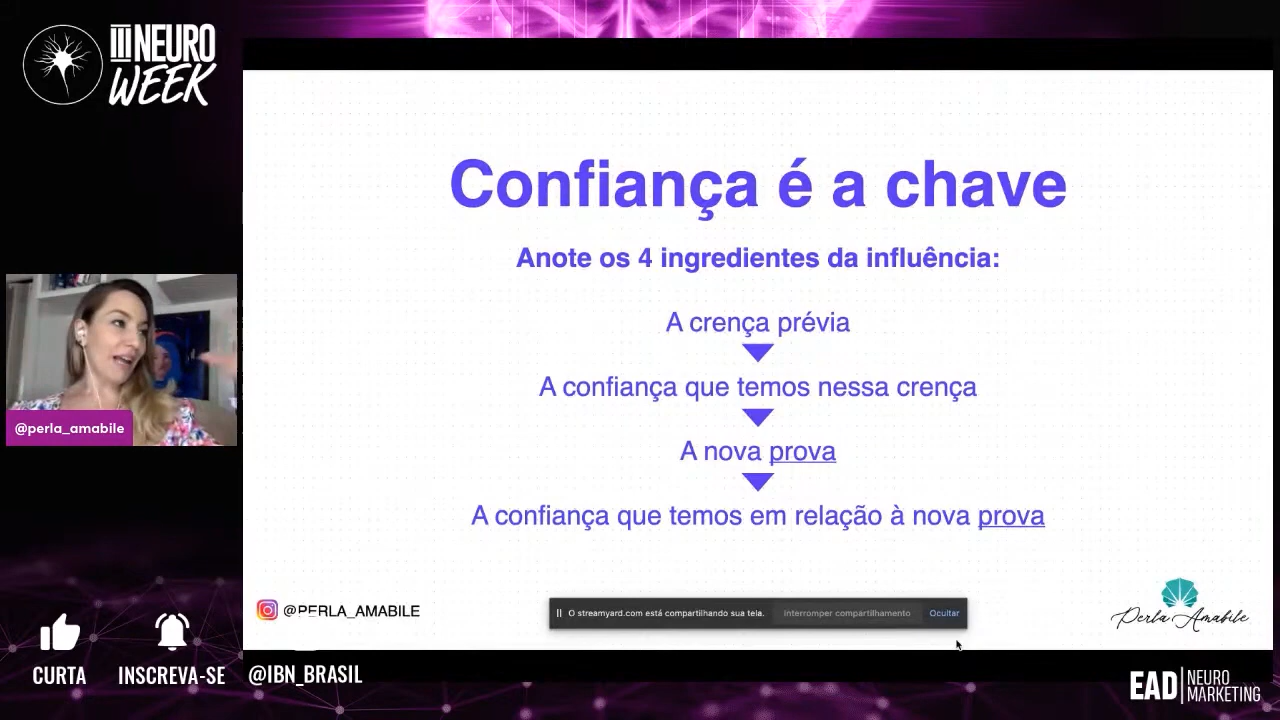 III NEURO
WEEK
Confiança é a chave
Anote os 4 ingredientes da influência:
A crença prévia
A confiança que temos nessa crença
A nova prova
A confiança que temos em relação à nova prova
@perla_amabile
@PERLA_AMABILE
O streamyard.com está compartilhando sua tela.
Interromper compartilhamento
Ocultar
Perla Amabile
CURTA
INSCREVA-SE
@IBN_BRASIL
EAD NEURO
MARKETING